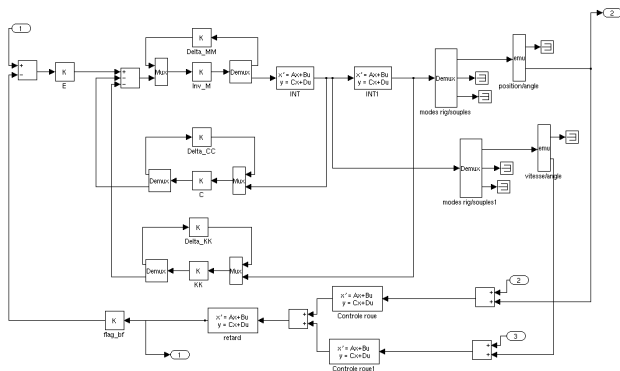 1
2
K
Delta_MM
K
E
Mux
K
Inv_M
Demux
x' = Ax+Bu
y = Cx+Du
INT
x' = Ax+Bu
y = Cx+Du
INT1
Demux
modes rig/souples
emu
position/angle
K
Delta_CC
Demux
K
C
Mux
Demux
modes rig/souples1
emu
vitesse/angle
K
Delta_KK
Demux
K
KK
Mux
2
x' = Ax+Bu
y = Cx+Du
Controle roue
K
flag_bf
x' = Ax+Bu
y = Cx+Du
retard
3
x' = Ax+Bu
y = Cx+Du
Controle roue1
1